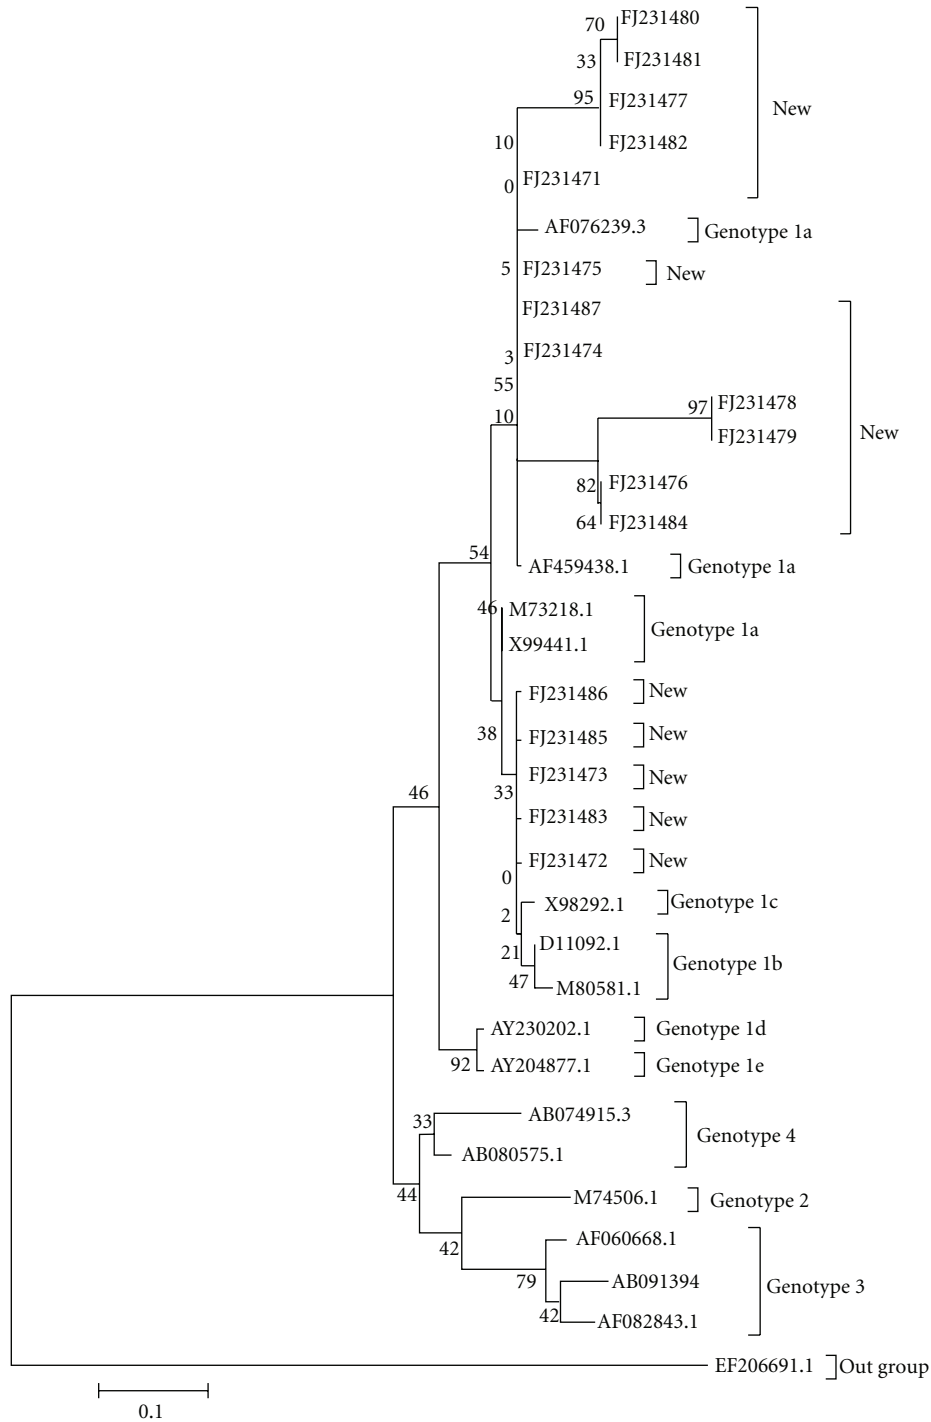 70
FJ231480
33
FJ231481
95
FJ231477
New
10
FJ231482
0
FJ231471
AF076239.3
Genotype 1a
5
FJ231475
New
FJ231487
3
FJ231474
55
10
97
FJ231478
FJ231479
New
82
FJ231476
64
FJ231484
54
AF459438.1
Genotype 1a
46
M73218.1
X99441.1
Genotype 1a
FJ231486
New
38
FJ231485
New
FJ231473
New
46
33
FJ231483
New
FJ231472
New
0
X98292.1
Genotype 1c
2
D11092.1
21
Genotype 1b
47
M80581.1
AY230202.1
Genotype 1d
92
AY204877.1
Genotype 1e
33
AB074915.3
Genotype 4
AB080575.1
44
M74506.1
Genotype 2
42
AF060668.1
79
AB091394
Genotype 3
42
AF082843.1
EF206691.1
Out group
0.1